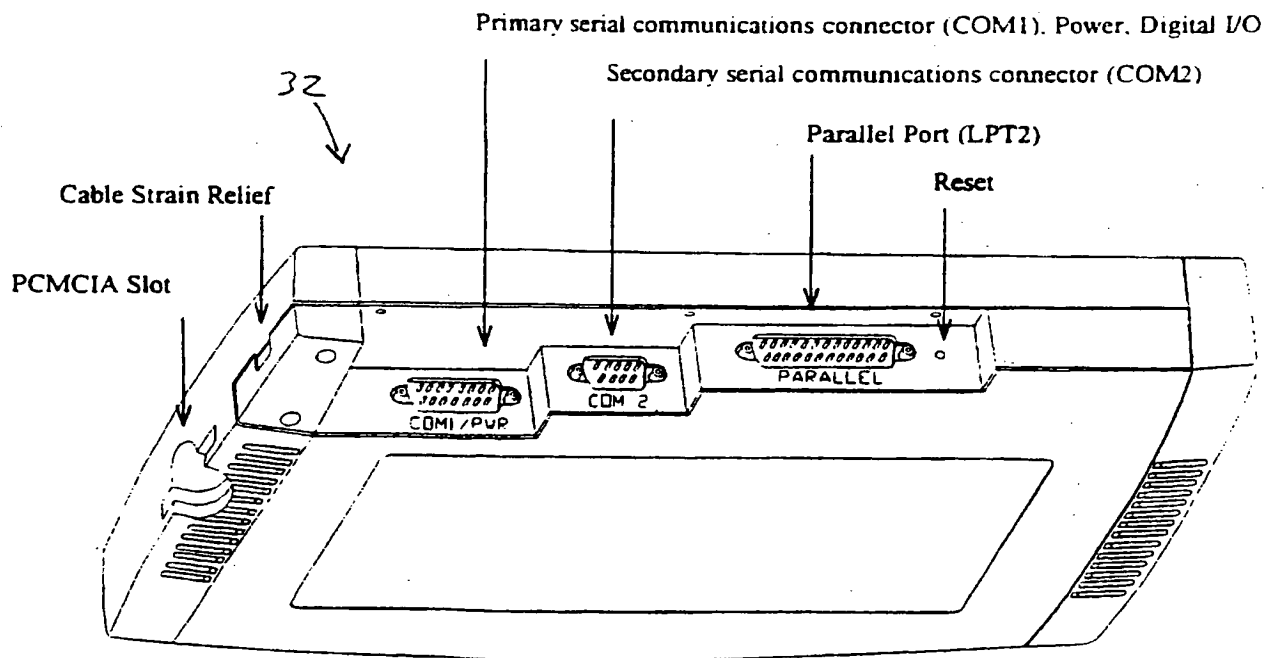 Primary serial communications connector (COM1). Power. Digital I/O
Secondary serial communications connector (COM2)
32
Parallel Port (LPT2)
Cable Strain Relief
Reset
PCMCIA Slot
PARALLEL
COM 2
COM1/PWR